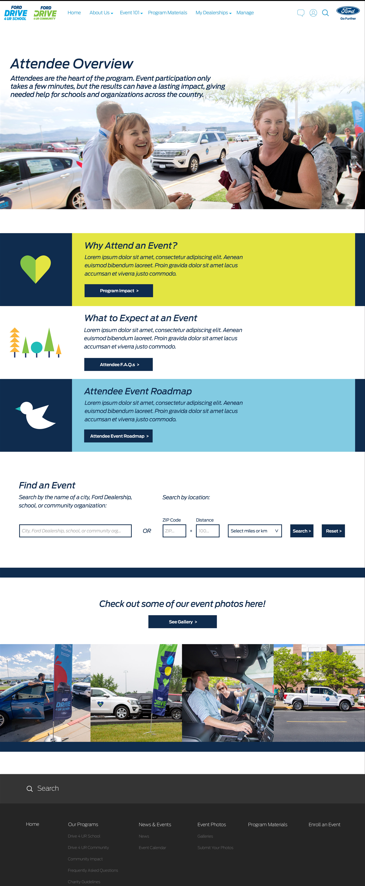 FORD DRIVE 4 UR SCHOOL
FORD DRIVE 4 UR COMMUNITY
Home
About Us
Event 101
Program Materials
My Dealerships
Manage
Ford
Go Further
Attendee Overview
Attendees are the heart of the program. Event participation only
takes a few minutes, but the results can have a lasting impact, giving
needed help for schools and organizations across the country.
Why Attend an Event?
Lorem ipsum dolor sit amet, consectetur adipiscing elit. Aenean
euismod bibendum laoreet. Proin gravida dolor sit amet lacus
accumsan et viverra justo commodo.
Program Impact >
What to Expect at an Event
Lorem ipsum dolor sit amet, consectetur adipiscing elit. Aenean
euismod bibendum laoreet. Proin gravida dolor sit amet lacus
accumsan et viverra justo commodo.
Attendee F.A.Q.s >
Attendee Event Roadmap
Lorem ipsum dolor sit amet, consectetur adipiscing elit. Aenean
euismod bibendum laoreet. Proin gravida dolor sit amet lacus
accumsan et viverra justo commodo.
Attendee Event Roadmap >
Find an Event
Search by the name of a city, Ford Dealership,
school, or community organization:
City, Ford Dealership, school, or community org...
OR
Search by location:
ZIP Code
Distance
ZIP...
+
Select miles or km
Search >
Reset >
Check out some of our event photos here!
See Gallery >
Search
Home
Our Programs
Drive 4 UR School
Drive 4 UR Community
Community Impact
Frequently Asked Questions
Charity Guidelines
News & Events
News
Event Calendar
Event Photos
Galleries
Submit Your Photos
Program Materials
Enroll an Event